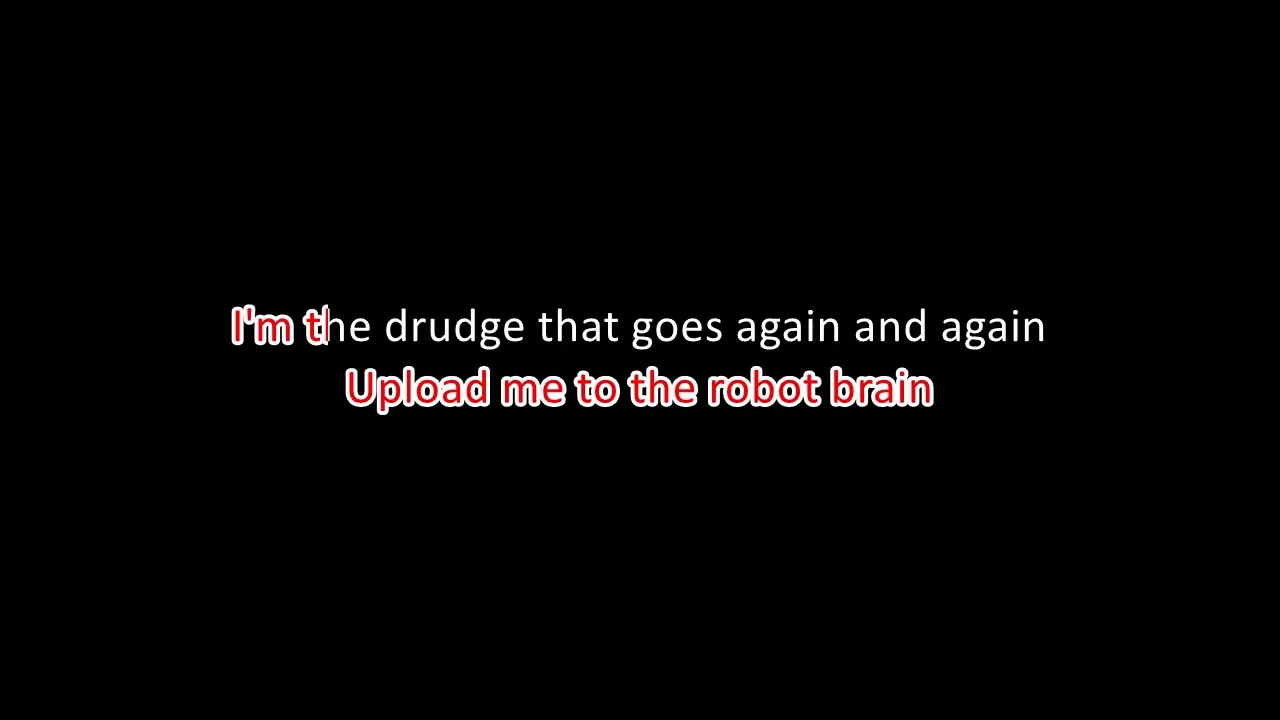 I'm the drudge that goes again and again
Upload me to the robot brain